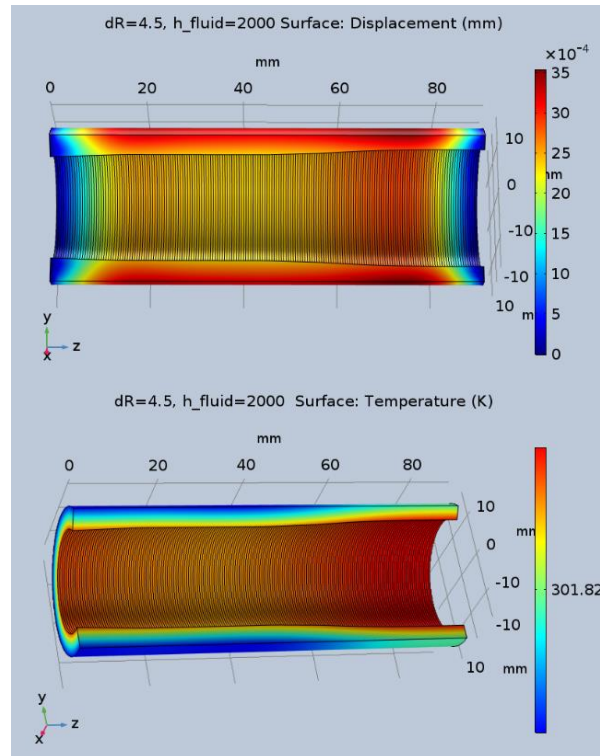 dR=4.5, h_fluid=2000 Surface: Displacement (mm)
×10⁻⁴
mm
0 20 40 60 80
35
30
25
20
15
10
5
0
10
0
-10
-10
10
mm
m
y
x
z
dR=4.5, h_fluid=2000 Surface: Temperature (K)
mm
0 20 40 60 80
10
0
-10
-10
10
mm
mm
301.82
y
x
z